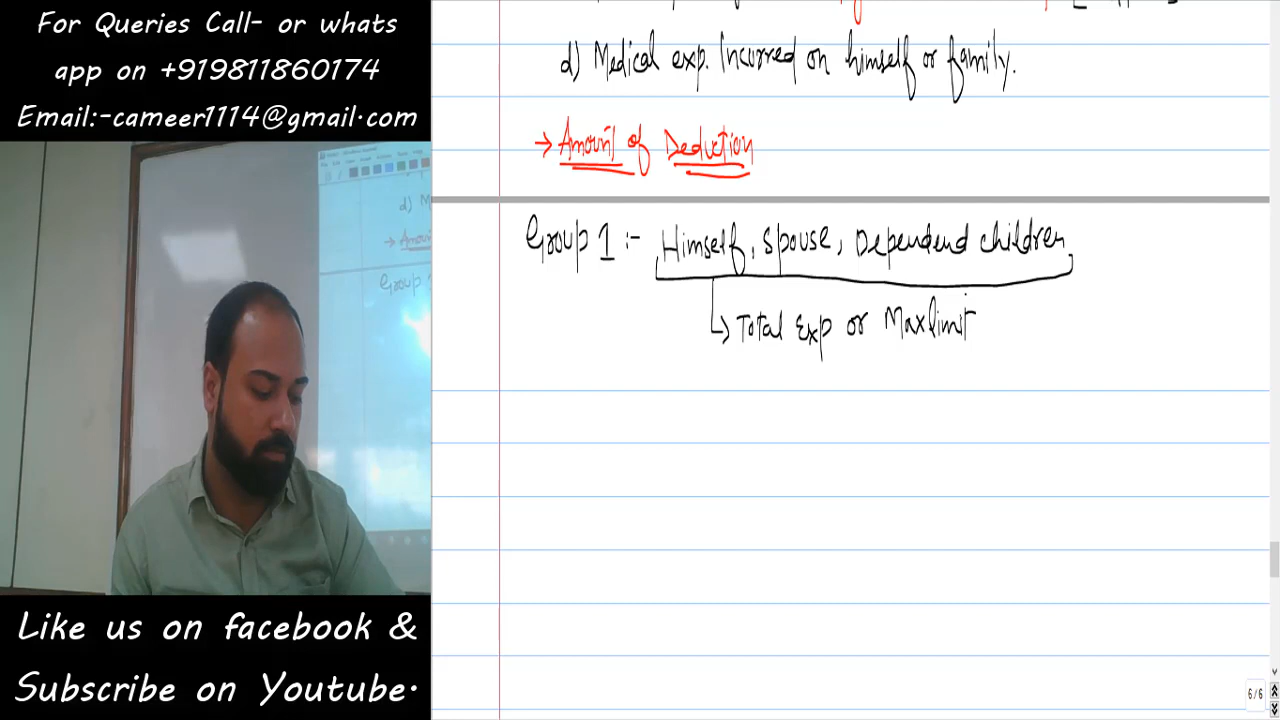 For Queries Call- or whats
app on +919811860174
Email:-cameer1114@gmail.com
d) Medical exp. Incurred on himself or family.
→ Amount of Deduction
Group 1 :- Himself, Spouse, Dependend children
Total Exp or Max limit
Like us on facebook &
Subscribe on Youtube.
6/6